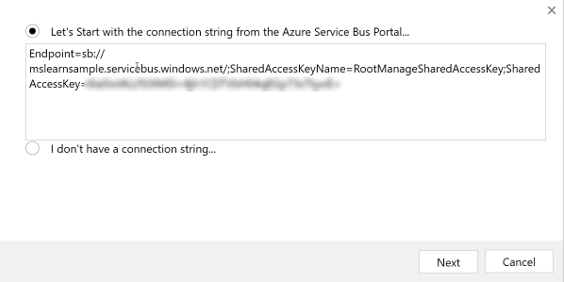 Let's Start with the connection string from the Azure Service Bus Portal...
Endpoint=sb://
mslearnsample.servicebus.windows.net/;SharedAccessKeyName=RootManageSharedAccessKey;Shared
AccessKey=
I don't have a connection string...
Next
Cancel